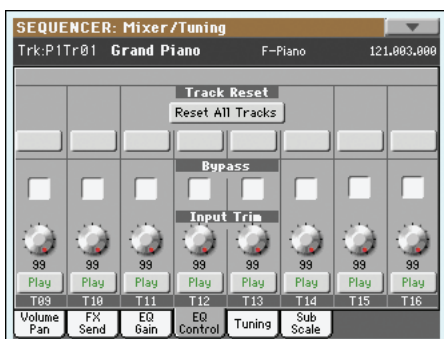 SEQUENCER: Mixer/Tuning
Trk:P1Tr01 Grand Piano F-Piano 121.003.000
Track Reset
Reset All Tracks
Bypass
Input Trim
99 99 99 99 99 99 99 99
Play Play Play Play Play Play Play Play
T09 T10 T11 T12 T13 T14 T15 T16
Volume Pan FX Send EQ Gain EQ Control Tuning Sub Scale